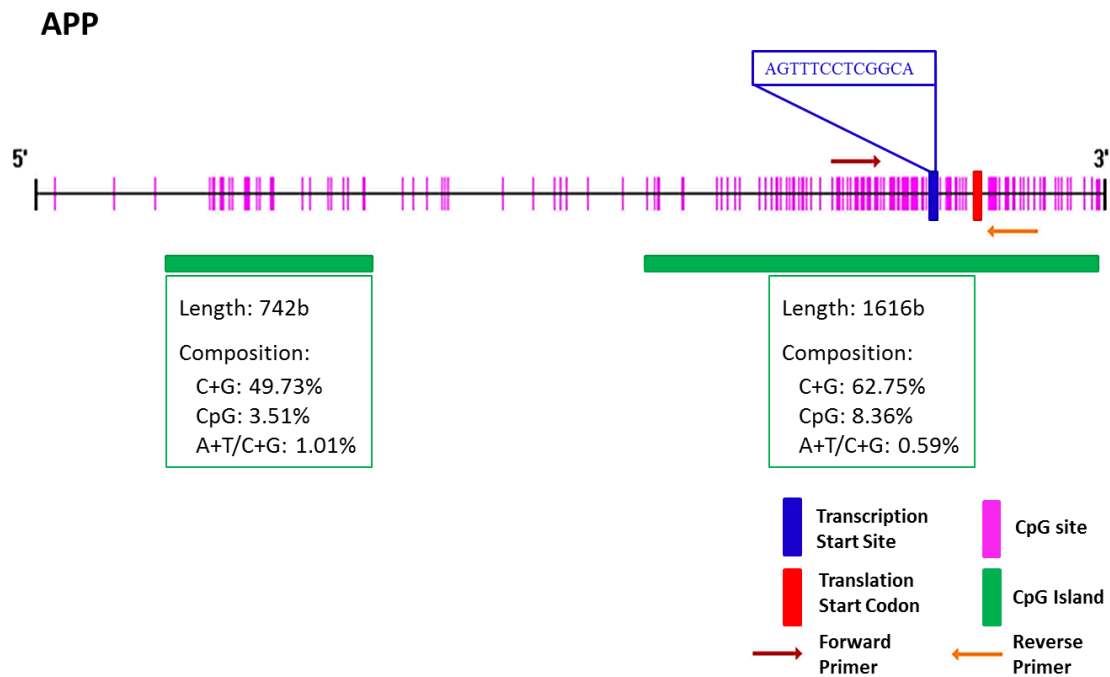 APP
AGTTTCCTCGGCA
5'
3'
Length: 742b
Composition:
C+G: 49.73%
CpG: 3.51%
A+T/C+G: 1.01%
Length: 1616b
Composition:
C+G: 62.75%
CpG: 8.36%
A+T/C+G: 0.59%
Transcription
Start Site
CpG site
Translation
Start Codon
CpG Island
Forward
Primer
Reverse
Primer